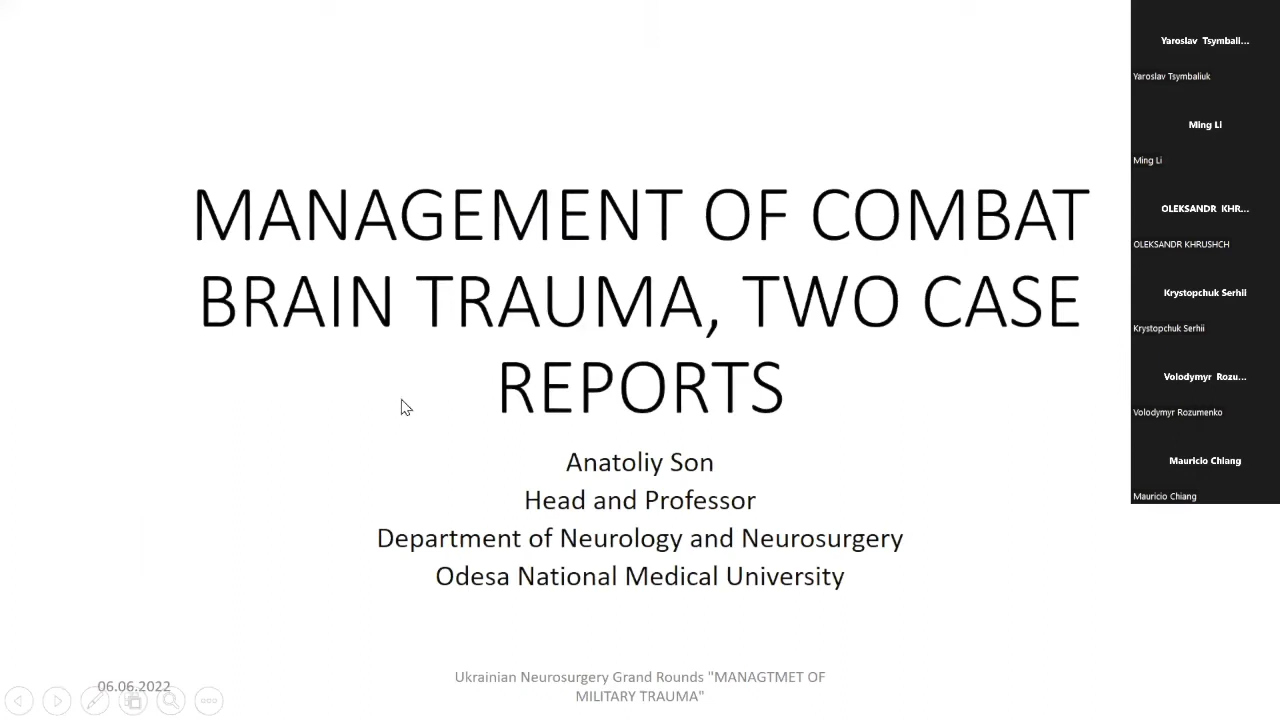 MANAGEMENT OF COMBAT
BRAIN TRAUMA, TWO CASE
REPORTS
Anatoliy Son
Head and Professor
Department of Neurology and Neurosurgery
Odesa National Medical University
06.06.2022
Ukrainian Neurosurgery Grand Rounds "MANAGTMET OF
MILITARY TRAUMA"
Yaroslav Tsymbali...
Yaroslav Tsymbaliuk
Ming Li
Ming Li
OLEKSANDR KHR...
OLEKSANDR KHRUSHCH
Krystopchuk Serhii
Krystopchuk Serhii
Volodymyr Rozu...
Volodymyr Rozumenko
Mauricio Chiang
Mauricio Chiang